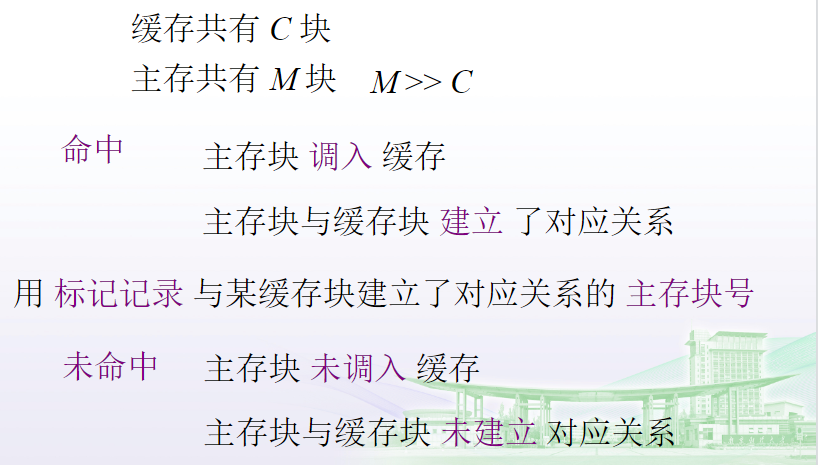 缓存共有 C 块
主存共有 M 块 M >> C
命中 主存块 调入 缓存
主存块与缓存块 建立 了对应关系
用 标记记录 与某缓存块建立了对应关系的 主存块号
未命中 主存块 未调入 缓存
主存块与缓存块 未建立 对应关系